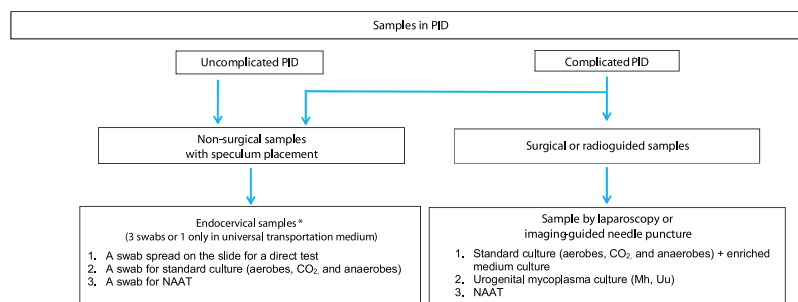 Samples in PID
Uncomplicated PID
Complicated PID
Non-surgical samples
with speculum placement
Surgical or radioguided samples
Endocervical samples *
(3 swabs or 1 only in universal transportation medium)
1. A swab spread on the slide for a direct test
2. A swab for standard culture (aerobes, CO2, and anaerobes)
3. A swab for NAAT
Sample by laparoscopy or
imaging-guided needle puncture
1. Standard culture (aerobes, CO2, and anaerobes) + enriched
medium culture
2. Urogenital mycoplasma culture (Mh, Uu)
3. NAAT